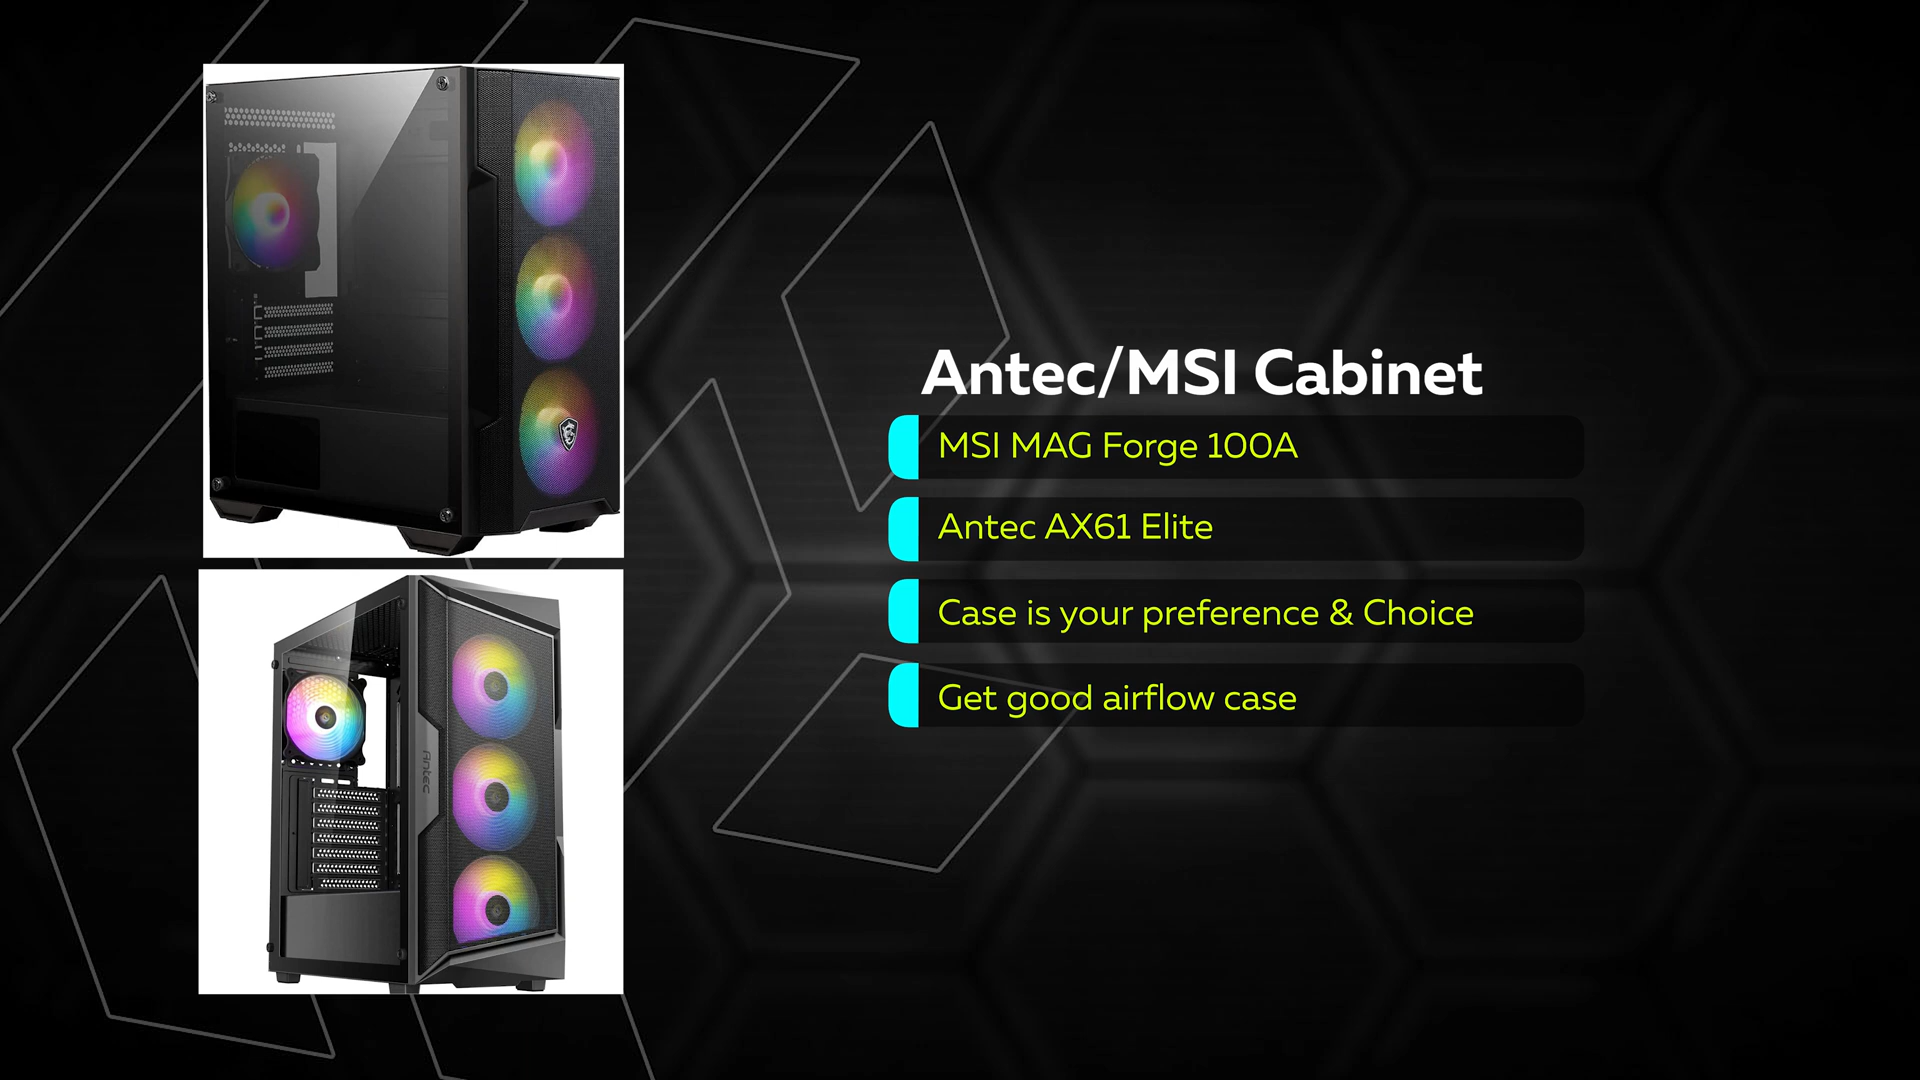 Antec/MSI Cabinet
MSI MAG Forge 100A
Antec AX61 Elite
Case is your preference & Choice
Get good airflow case
Antec